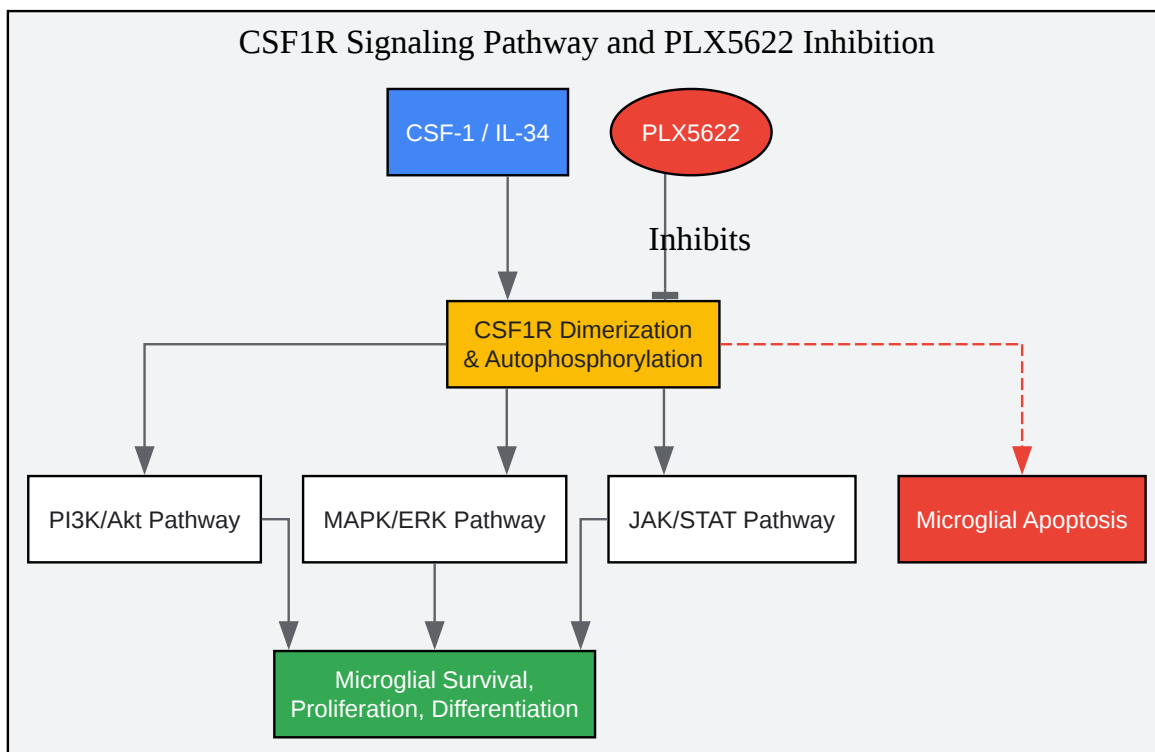 CSF1R Signaling Pathway and PLX5622 Inhibition
CSF-1 / IL-34
PLX5622
Inhibits
CSF1R Dimerization
& Autophosphorylation
PI3K/Akt Pathway
MAPK/ERK Pathway
JAK/STAT Pathway
Microglial Apoptosis
Microglial Survival,
Proliferation, Differentiation